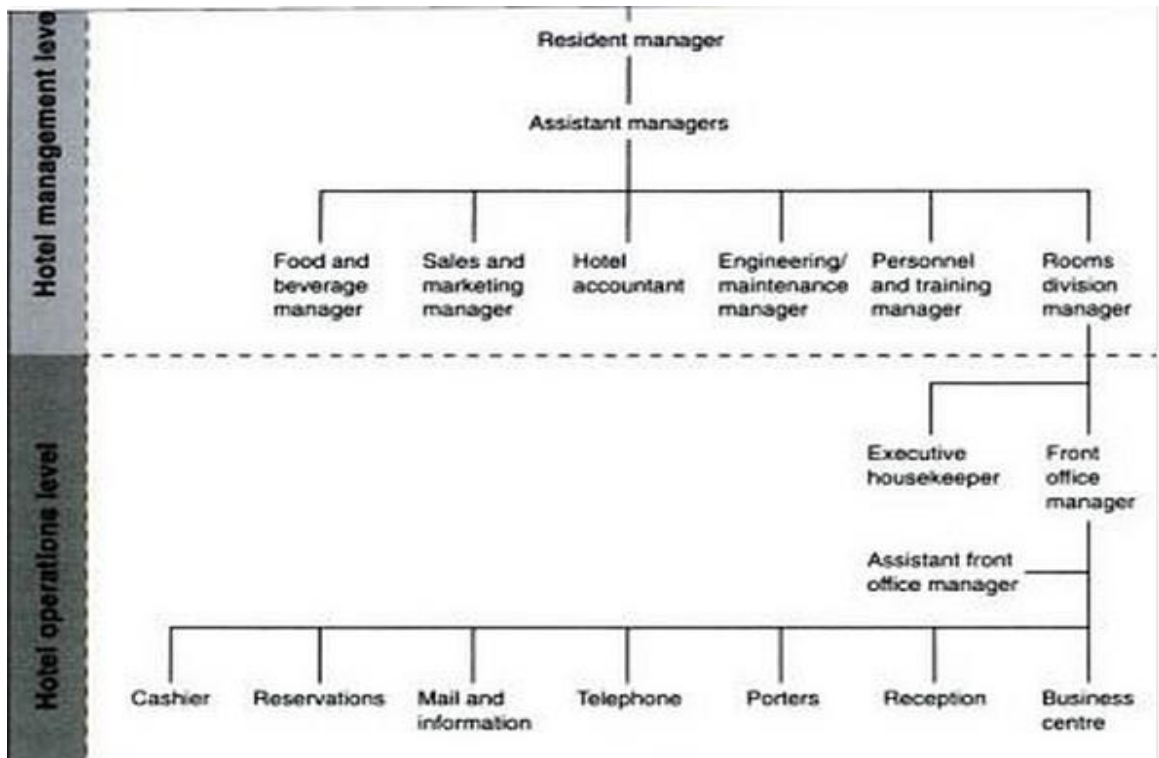 Hotel management leve
Resident manager
Assistant managers
Food and
beverage
manager
Sales and
marketing
manager
Hotel
accountant
Engineering/
maintenance
manager
Personnel
and training
manager
Rooms
division
manager
Hotel operations level
Executive
housekeeper
Front
office
manager
Assistant front
office manager
Cashier
Reservations
Mail and
information
Telephone
Porters
Reception
Business
centre